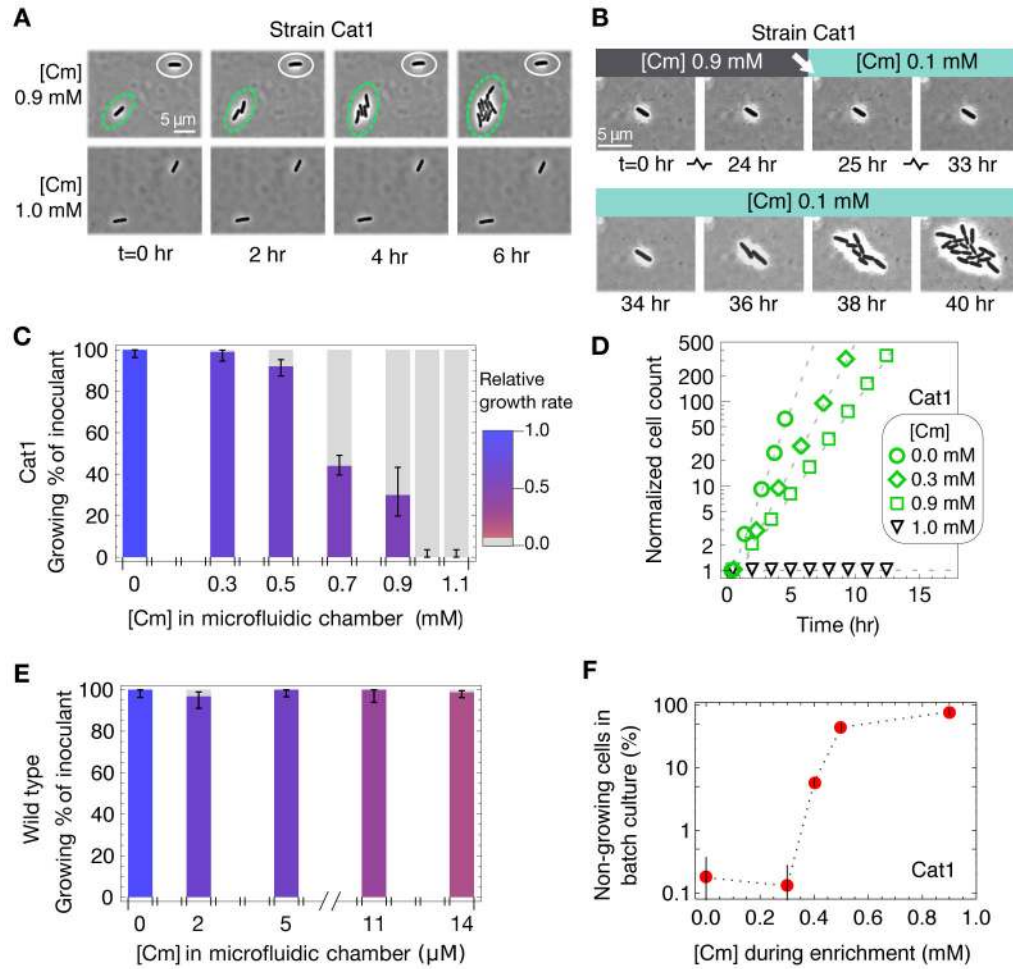 A
Strain Cat1
[Cm]
0.9 mM
5 μm
[Cm]
1.0 mM
t=0 hr
2 hr
4 hr
6 hr
B
Strain Cat1
[Cm] 0.9 mM
[Cm] 0.1 mM
5 μm
t=0 hr
24 hr
25 hr
33 hr
[Cm] 0.1 mM
34 hr
36 hr
38 hr
40 hr
C
Cat1
Growing % of inoculant
100
80
60
40
20
0
0
0.3
0.5
0.7
0.9
1.1
[Cm] in microfluidic chamber (mM)
Relative
growth rate
1.0
0.5
0.0
D
Normalized cell count
500
200
100
50
20
10
5
2
1
0
5
10
15
Time (hr)
Cat1
[Cm]
0.0 mM
0.3 mM
0.9 mM
1.0 mM
E
Wild type
Growing % of inoculant
100
80
60
40
20
0
0
2
5
//
11
14
[Cm] in microfluidic chamber (μM)
F
Non-growing cells in
batch culture (%)
100
10
1
0.1
0.0
0.2
0.4
0.6
0.8
1.0
Cat1
[Cm] during enrichment (mM)